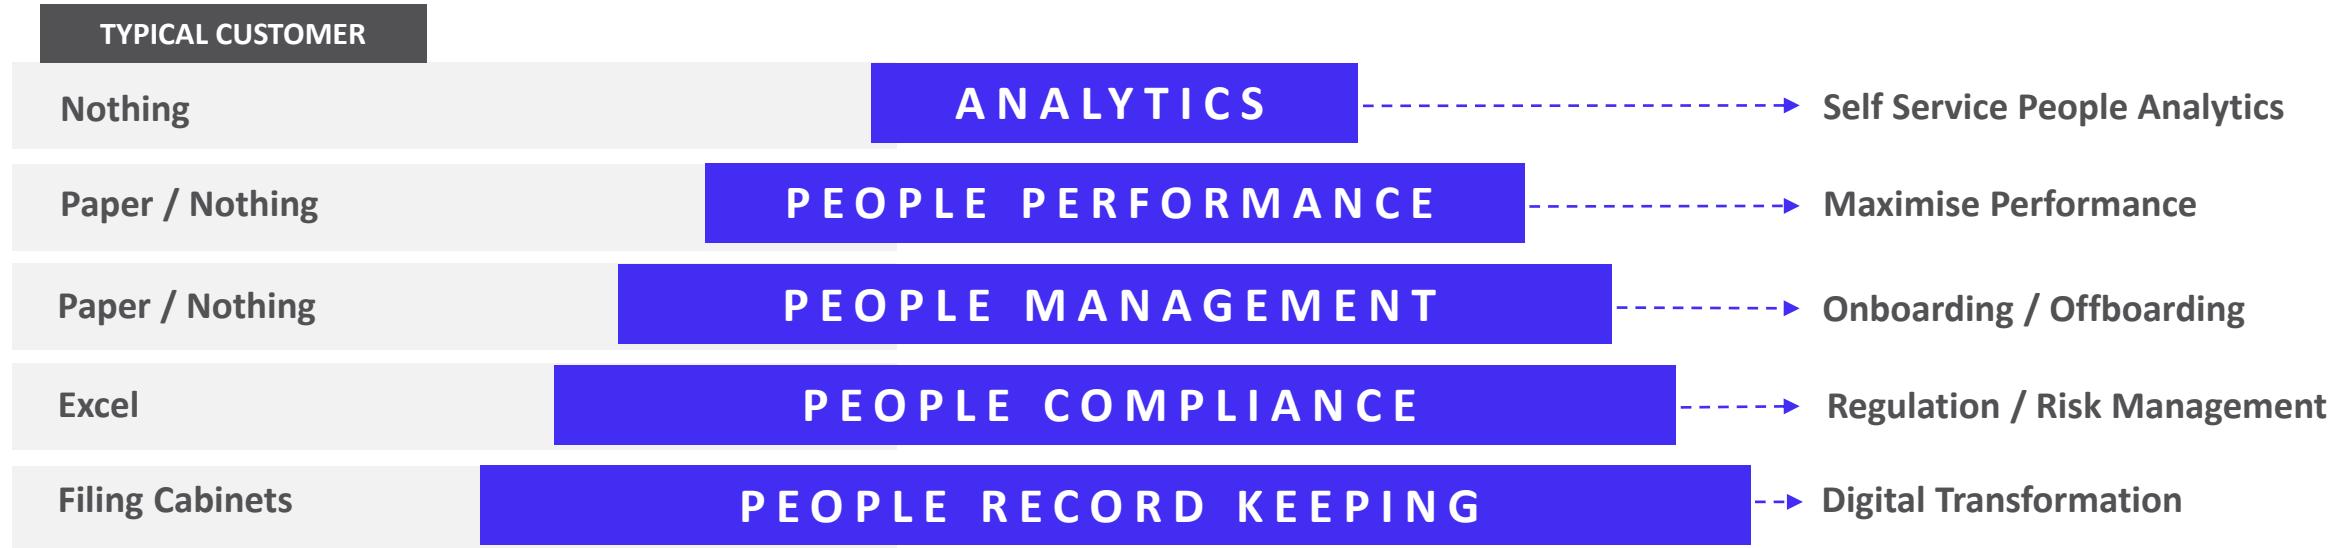 TYPICAL CUSTOMER
Nothing
ANALYTICS
Self Service People Analytics
Paper / Nothing
PEOPLE PERFORMANCE
Maximise Performance
Paper / Nothing
PEOPLE MANAGEMENT
Onboarding / Offboarding
Excel
PEOPLE COMPLIANCE
Regulation / Risk Management
Filing Cabinets
PEOPLE RECORD KEEPING
Digital Transformation